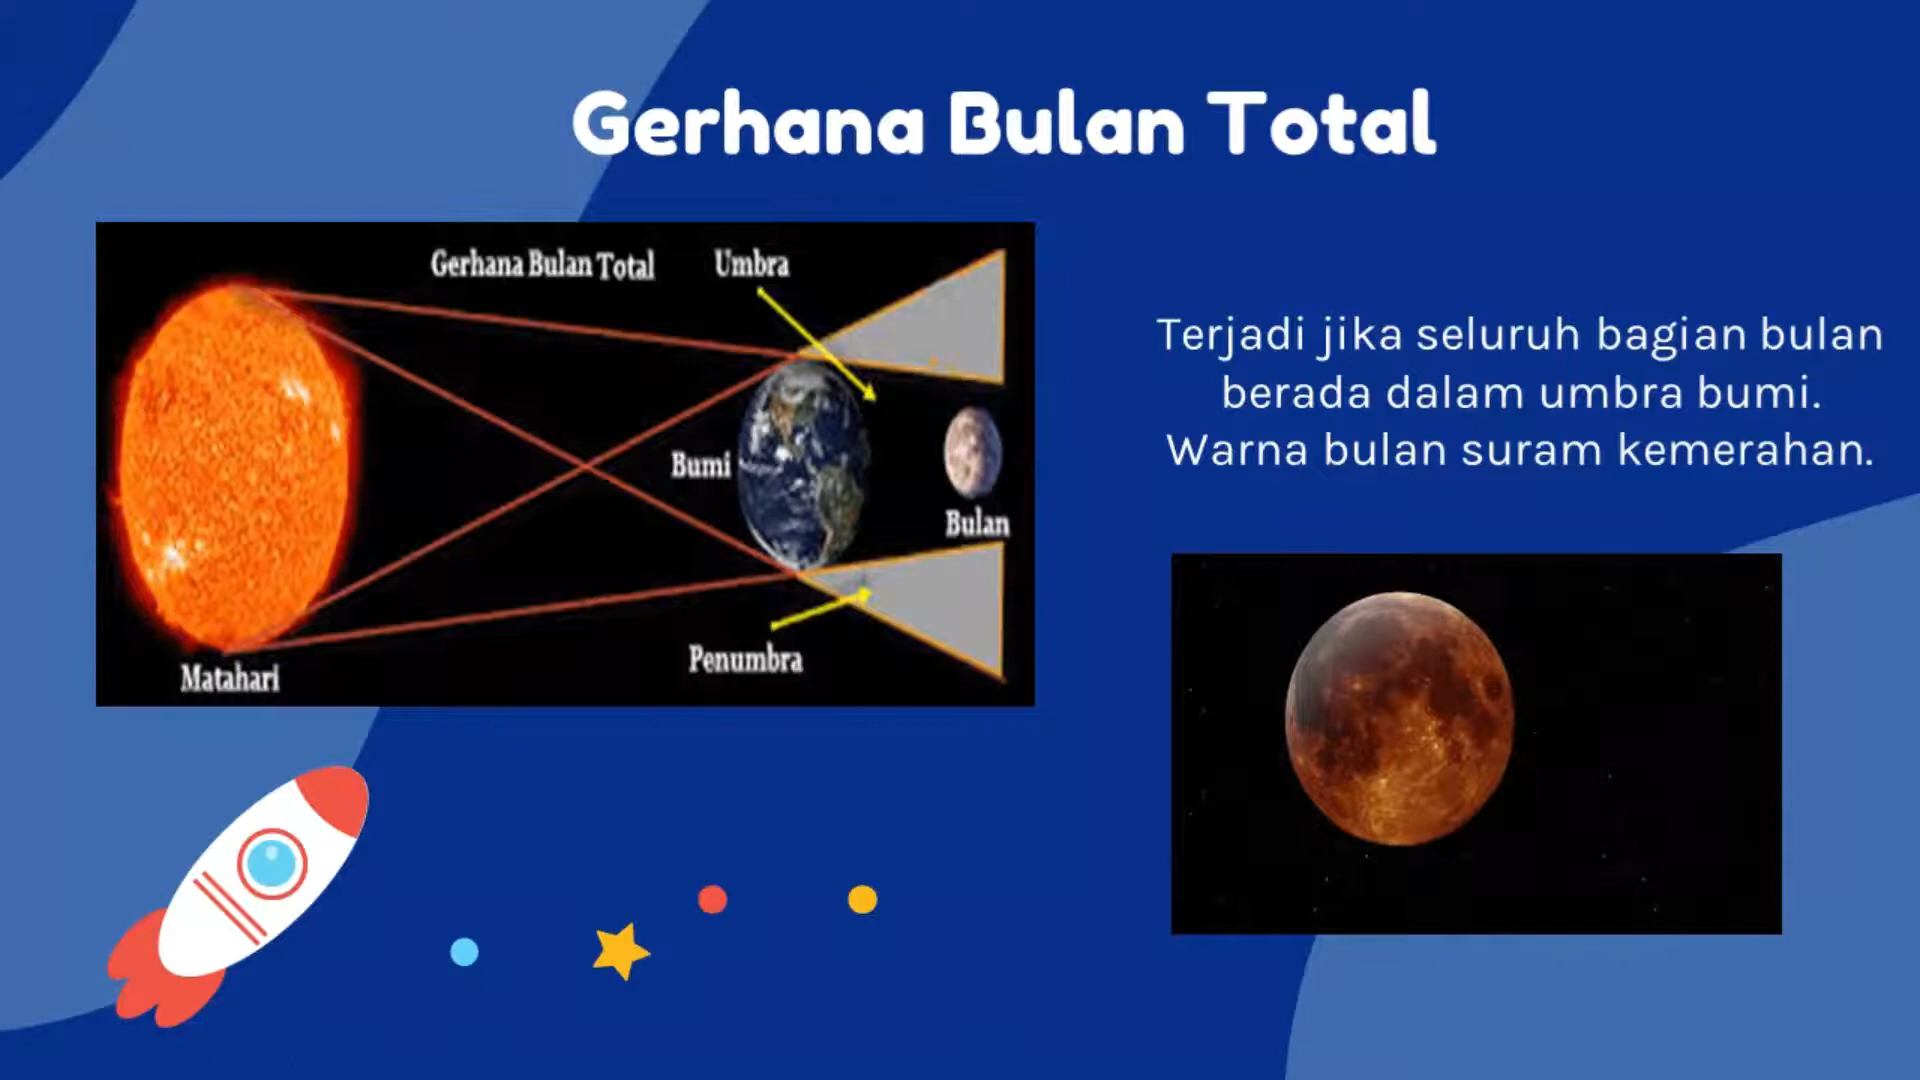 Gerhana Bulan Total
Gerhana Bulan Total
Umbra
Bumi
Bulan
Penumbra
Matahari
Terjadi jika seluruh bagian bulan
berada dalam umbra bumi.
Warna bulan suram kemerahan.